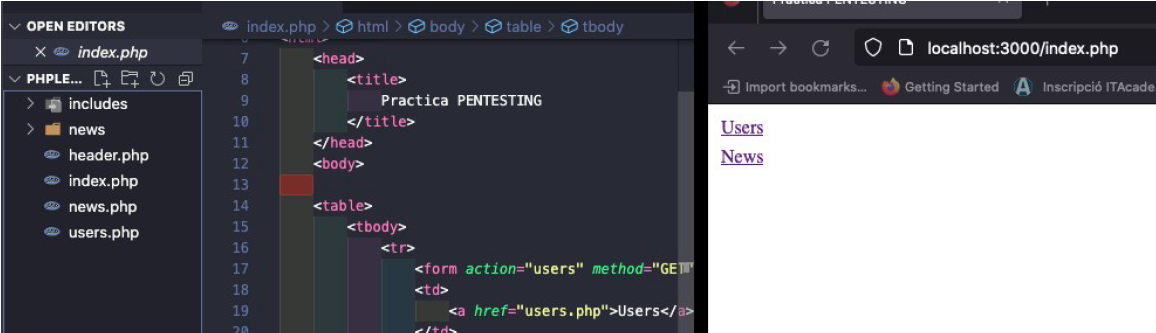 OPEN EDITORS
index.php
PHPLE...
includes
news
header.php
index.php
news.php
users.php
index.php > html > body > table > tbody
6 <html>
7 <head>
8 <title>
9 Practica PENTESTING
10 </title>
11 </head>
12 <body>
13
14 <table>
15 <tbody>
16 <tr>
17 <form action="users" method="GET"
18 <td>
19 <a href="users.php">Users</a>
20 </td>
Practica PENTESTING
localhost:3000/index.php
Import bookmarks... Getting Started Inscripció ITAcade
Users
News